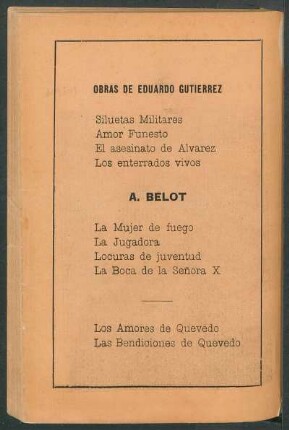 OBRAS DE EDUARDO GUTIERREZ
Siluetas Militares
Amor Funesto
El asesinato de Alvarez
Los enterrados vivos
A. BELOT
La Mujer de fuego
La Jugadora
Locuras de juventud
La Boca de la Señora X
Los Amores de Quevedo
Las Bendiciones de Quevedo